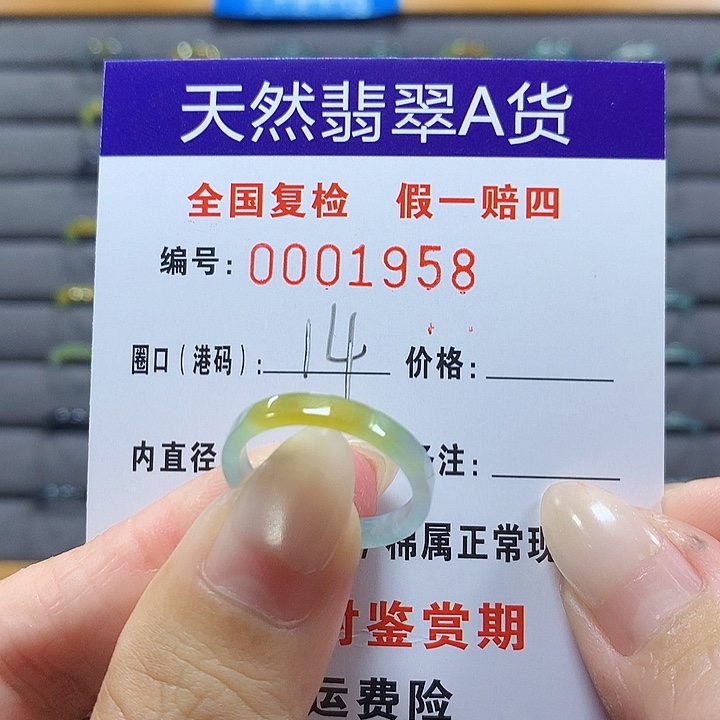 天然翡翠A货
全国复检 假一赔四
编号: 0001958
圈口(港码): 14 价格:
内直径 注:
棉属正常现
时鉴赏期
运费险